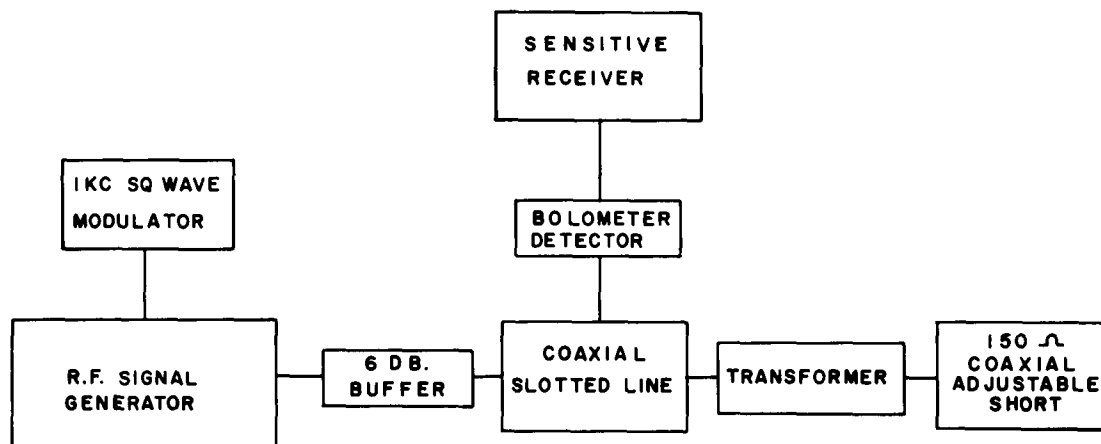 SENSITIVE
RECEIVER
1KC SQ WAVE
MODULATOR
BOLOMETER
DETECTOR
R.F. SIGNAL
GENERATOR
6 DB.
BUFFER
COAXIAL
SLOTTED LINE
TRANSFORMER
150 Ω
COAXIAL
ADJUSTABLE
SHORT